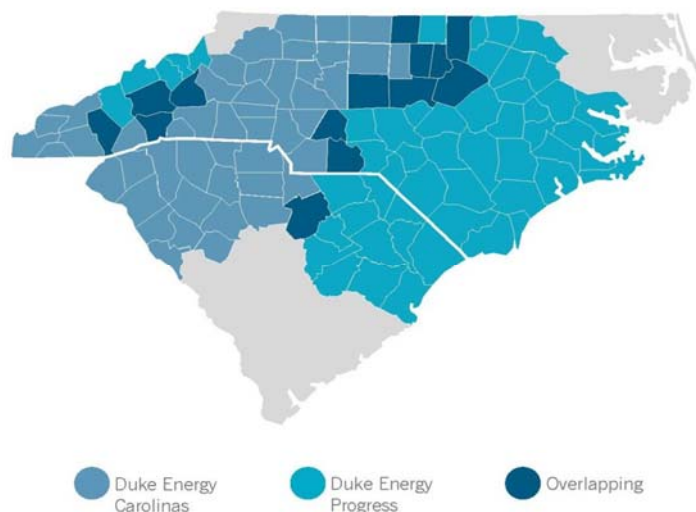 Duke Energy
Carolinas
Duke Energy
Progress
Overlapping